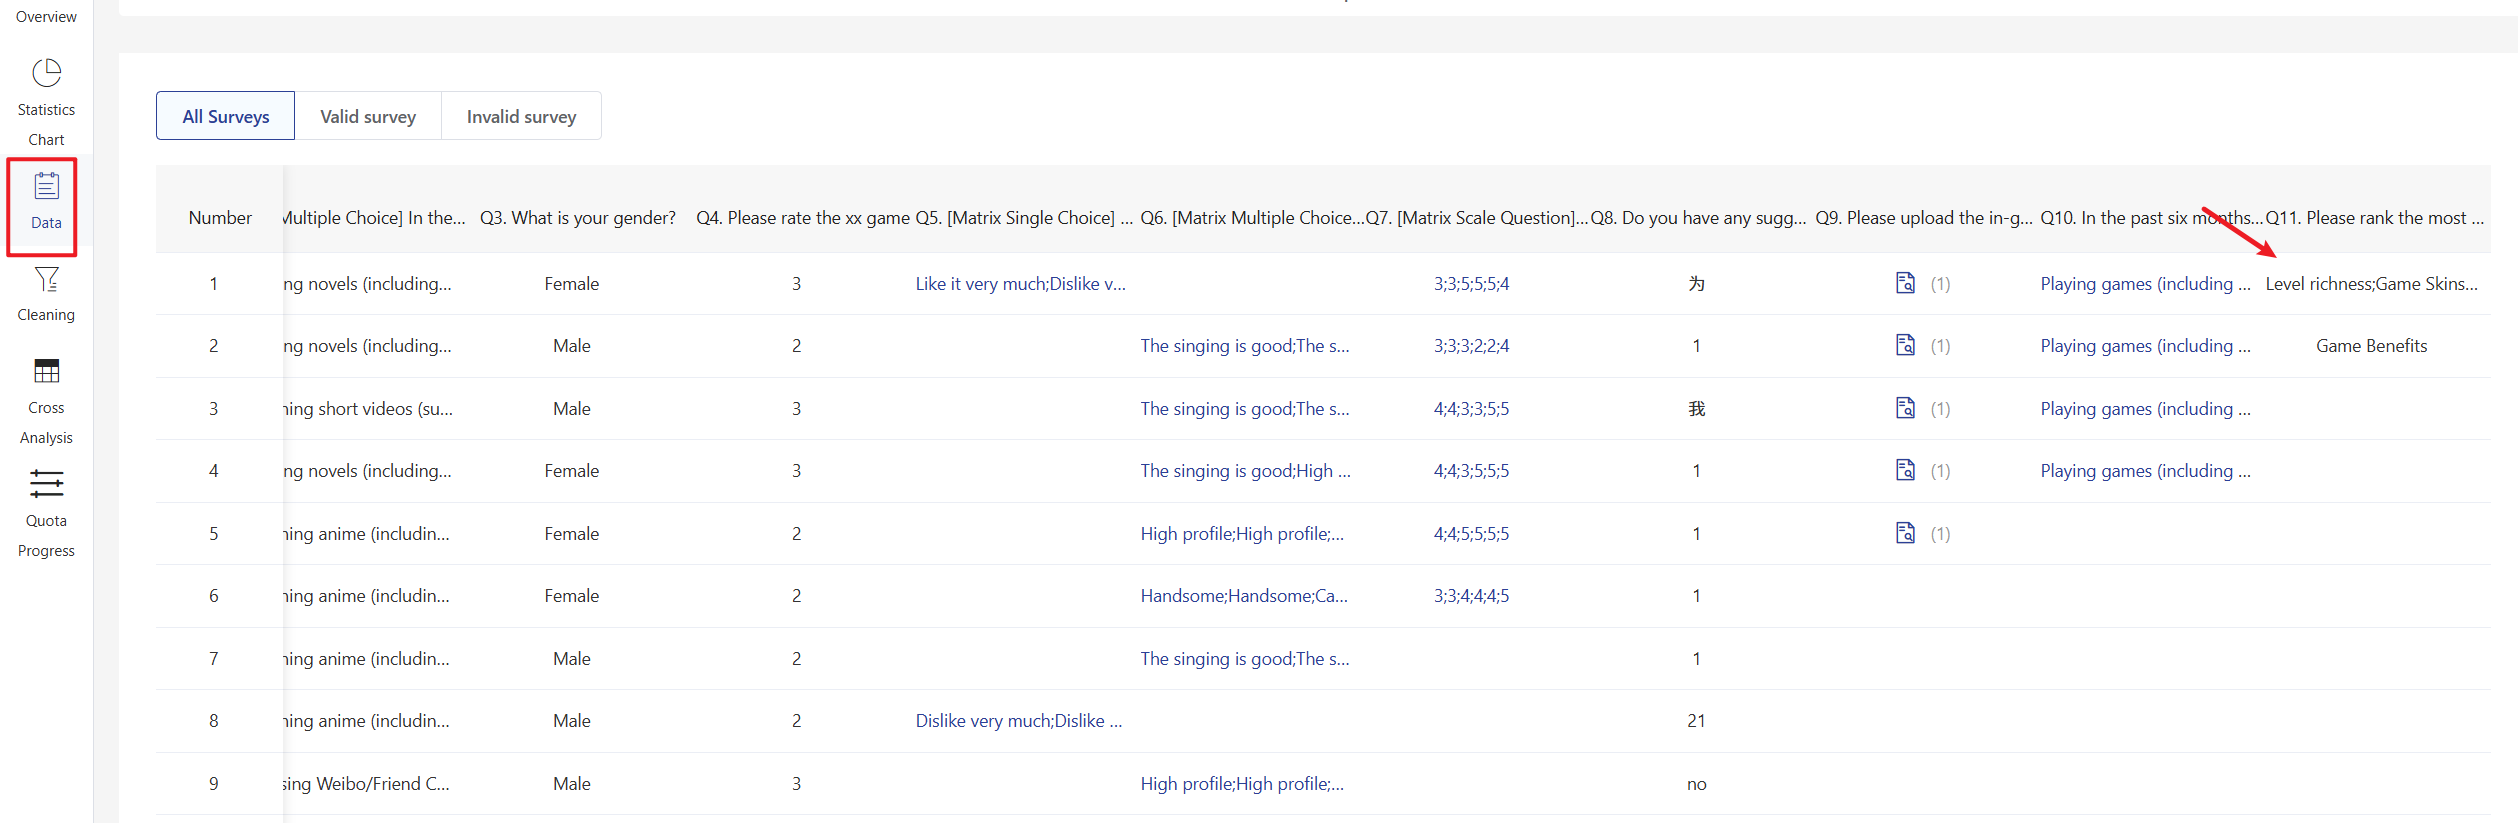 Overview
Statistics
Chart
Data
Cleaning
Cross
Analysis
Quota
Progress
All Surveys Valid survey Invalid survey
Number Multiple Choice] In the... Q3. What is your gender? Q4. Please rate the xx game Q5. [Matrix Single Choice] ... Q6. [Matrix Multiple Choice... Q7. [Matrix Scale Question]... Q8. Do you have any sugg... Q9. Please upload the in-g... Q10. In the past six months... Q11. Please rank the most ...
1 ng novels (including... Female 3 Like it very much;Dislike v... 3;3;5;5;5;4 为 (1) Playing games (including ... Level richness;Game Skins...
2 ng novels (including... Male 2 The singing is good;The s... 3;3;3;2;2;4 1 (1) Playing games (including ... Game Benefits
3 ning short videos (su... Male 3 The singing is good;The s... 4;4;3;3;5;5 我 (1) Playing games (including ...
4 ng novels (including... Female 3 The singing is good;High ... 4;4;3;5;5;5 1 (1) Playing games (including ...
5 ning anime (includin... Female 2 High profile;High profile;... 4;4;5;5;5;5 1 (1)
6 ning anime (includin... Female 2 Handsome;Handsome;Ca... 3;3;4;4;4;5 1
7 ning anime (includin... Male 2 The singing is good;The s... 1
8 ning anime (includin... Male 2 Dislike very much;Dislike ... 21
9 sing Weibo/Friend C... Male 3 High profile;High profile;... no